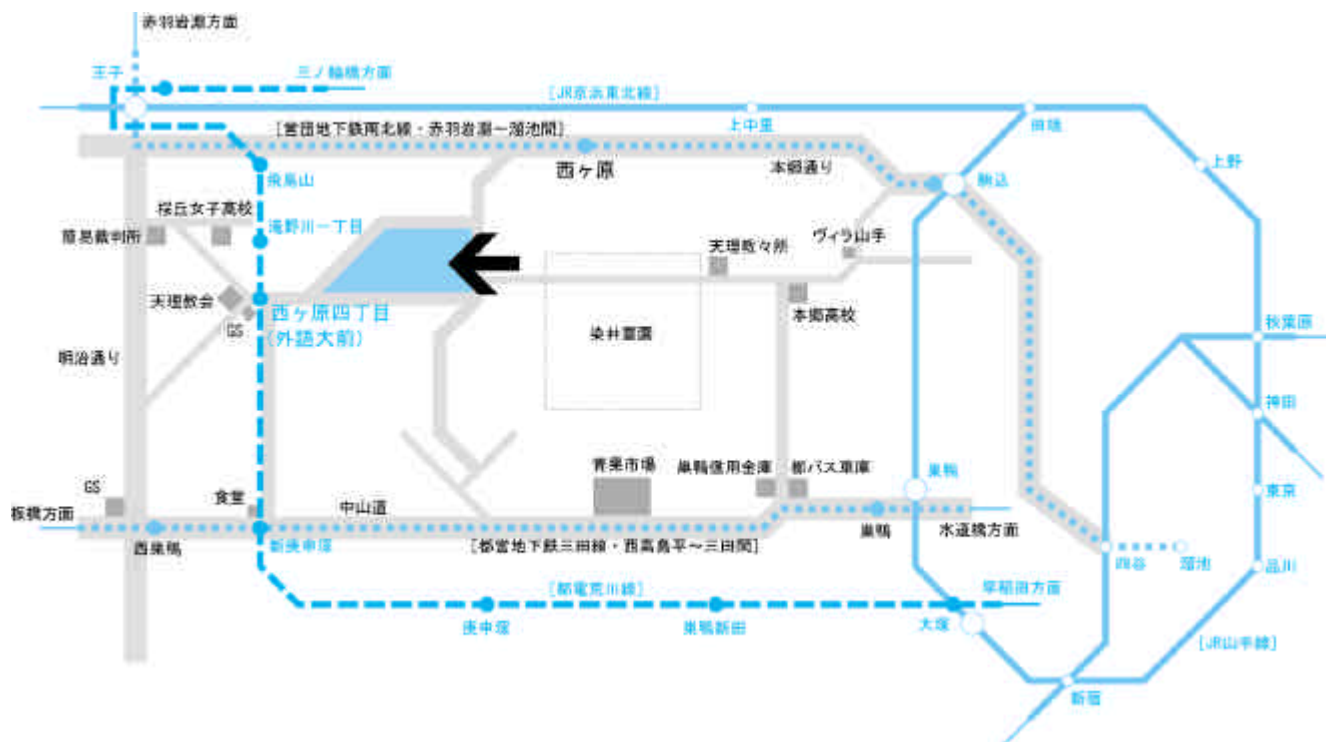 赤羽岩淵方面
王子
三ノ輪橋方面
[JR京浜東北線]
[営団地下鉄南北線・赤羽岩淵〜溜池間]
上中里
田端
飛鳥山
西ヶ原
本郷通り
駒込
上野
桜丘女子高校
滝野川一丁目
簡易裁判所
天理教々所
ヴィラ山手
天理教会
GS
西ヶ原四丁目
(外語大前)
染井霊園
本郷高校
秋葉原
明治通り
神田
青果市場
巣鴨信用金庫
都バス車庫
巣鴨
GS
食堂
中山道
東京
板橋方面
西巣鴨
新庚申塚
[都営地下鉄三田線・西高島平〜三田間]
巣鴨
水道橋方面
四谷
溜池
品川
[都電荒川線]
早稲田方面
庚申塚
巣鴨新田
大塚
[JR山手線]
新宿